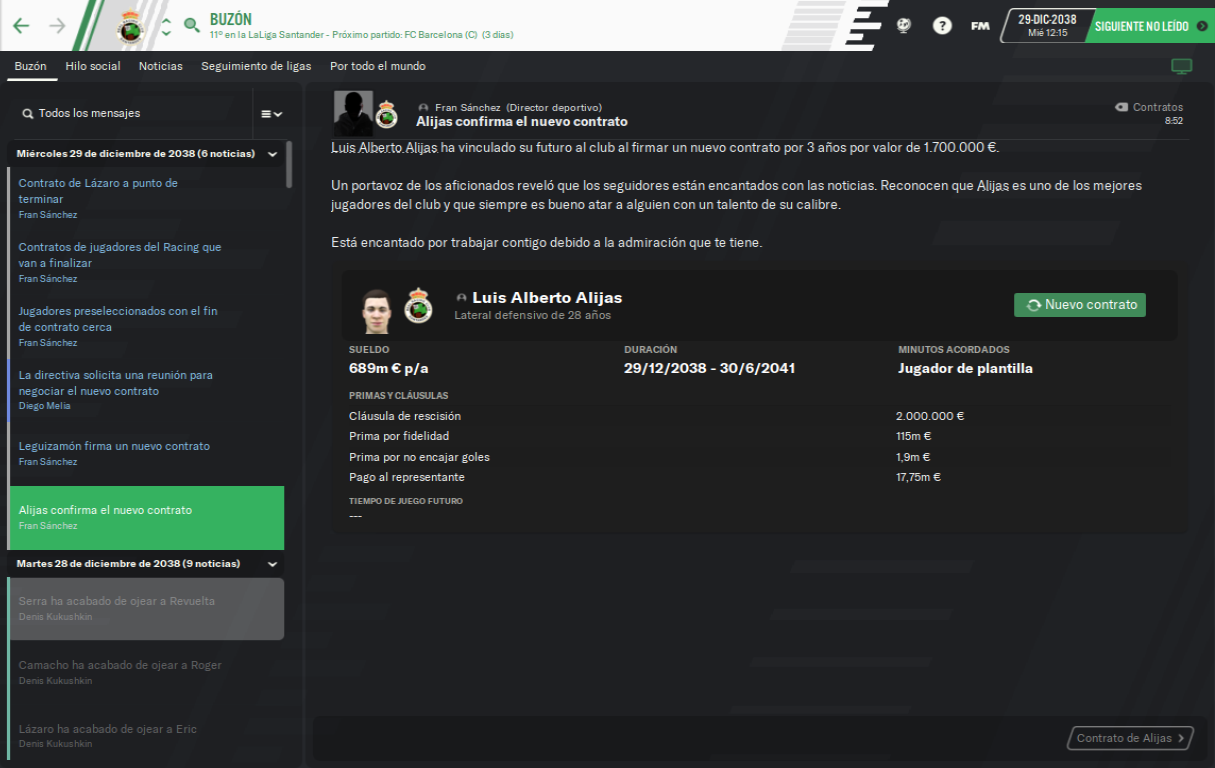 BUZÓN
11º en la LaLiga Santander - Próximo partido: FC Barcelona (C) (3 días)
?
FM
29-DIC-2038
Mié 12:15
SIGUIENTE NO LEÍDO
Buzón
Hilo social
Noticias
Seguimiento de ligas
Por todo el mundo
Todos los mensajes
Miércoles 29 de diciembre de 2038 (6 noticias)
Contrato de Lázaro a punto de
terminar
Fran Sánchez
Contratos de jugadores del Racing que
van a finalizar
Fran Sánchez
Jugadores preseleccionados con el fin
de contrato cerca
Fran Sánchez
La directiva solicita una reunión para
negociar el nuevo contrato
Diego Melia
Leguizamón firma un nuevo contrato
Fran Sánchez
Alijas confirma el nuevo contrato
Fran Sánchez
Martes 28 de diciembre de 2038 (9 noticias)
Serra ha acabado de ojear a Revuelta
Denis Kukushkin
Camacho ha acabado de ojear a Roger
Denis Kukushkin
Lázaro ha acabado de ojear a Eric
Denis Kukushkin
Fran Sánchez (Director deportivo)
Alijas confirma el nuevo contrato
Contratos
8:52
Luis Alberto Alijas ha vinculado su futuro al club al firmar un nuevo contrato por 3 años por valor de 1.700.000 €.
Un portavoz de los aficionados reveló que los seguidores están encantados con las noticias. Reconocen que Alijas es uno de los mejores
jugadores del club y que siempre es bueno atar a alguien con un talento de su calibre.
Está encantado por trabajar contigo debido a la admiración que te tiene.
Luis Alberto Alijas
Lateral defensivo de 28 años
Nuevo contrato
SUELDO
689m € p/a
DURACIÓN
29/12/2038 - 30/6/2041
MINUTOS ACORDADOS
Jugador de plantilla
PRIMAS Y CLÁUSULAS
Cláusula de rescisión 2.000.000 €
Prima por fidelidad 115m €
Prima por no encajar goles 1,9m €
Pago al representante 17,75m €
TIEMPO DE JUEGO FUTURO
---
Contrato de Alijas